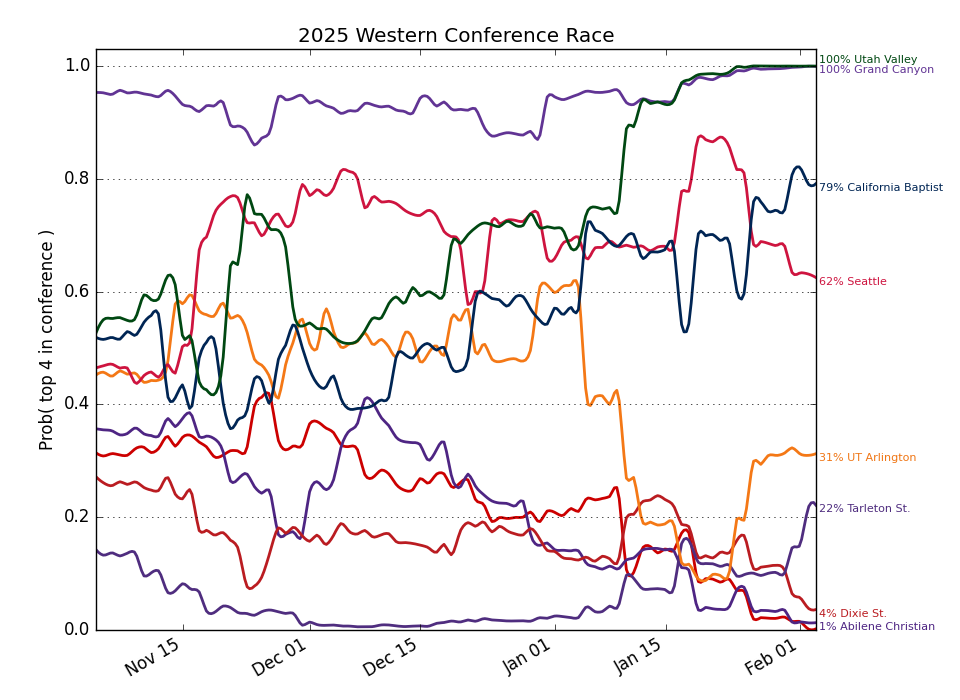 2025 Western Conference Race
Prob( top 4 in conference )
1.0
0.8
0.6
0.4
0.2
0.0
Nov 15
Dec 01
Dec 15
Jan 01
Jan 15
Feb 01
100% Utah Valley
100% Grand Canyon
79% California Baptist
62% Seattle
31% UT Arlington
22% Tarleton St.
4% Dixie St.
1% Abilene Christian